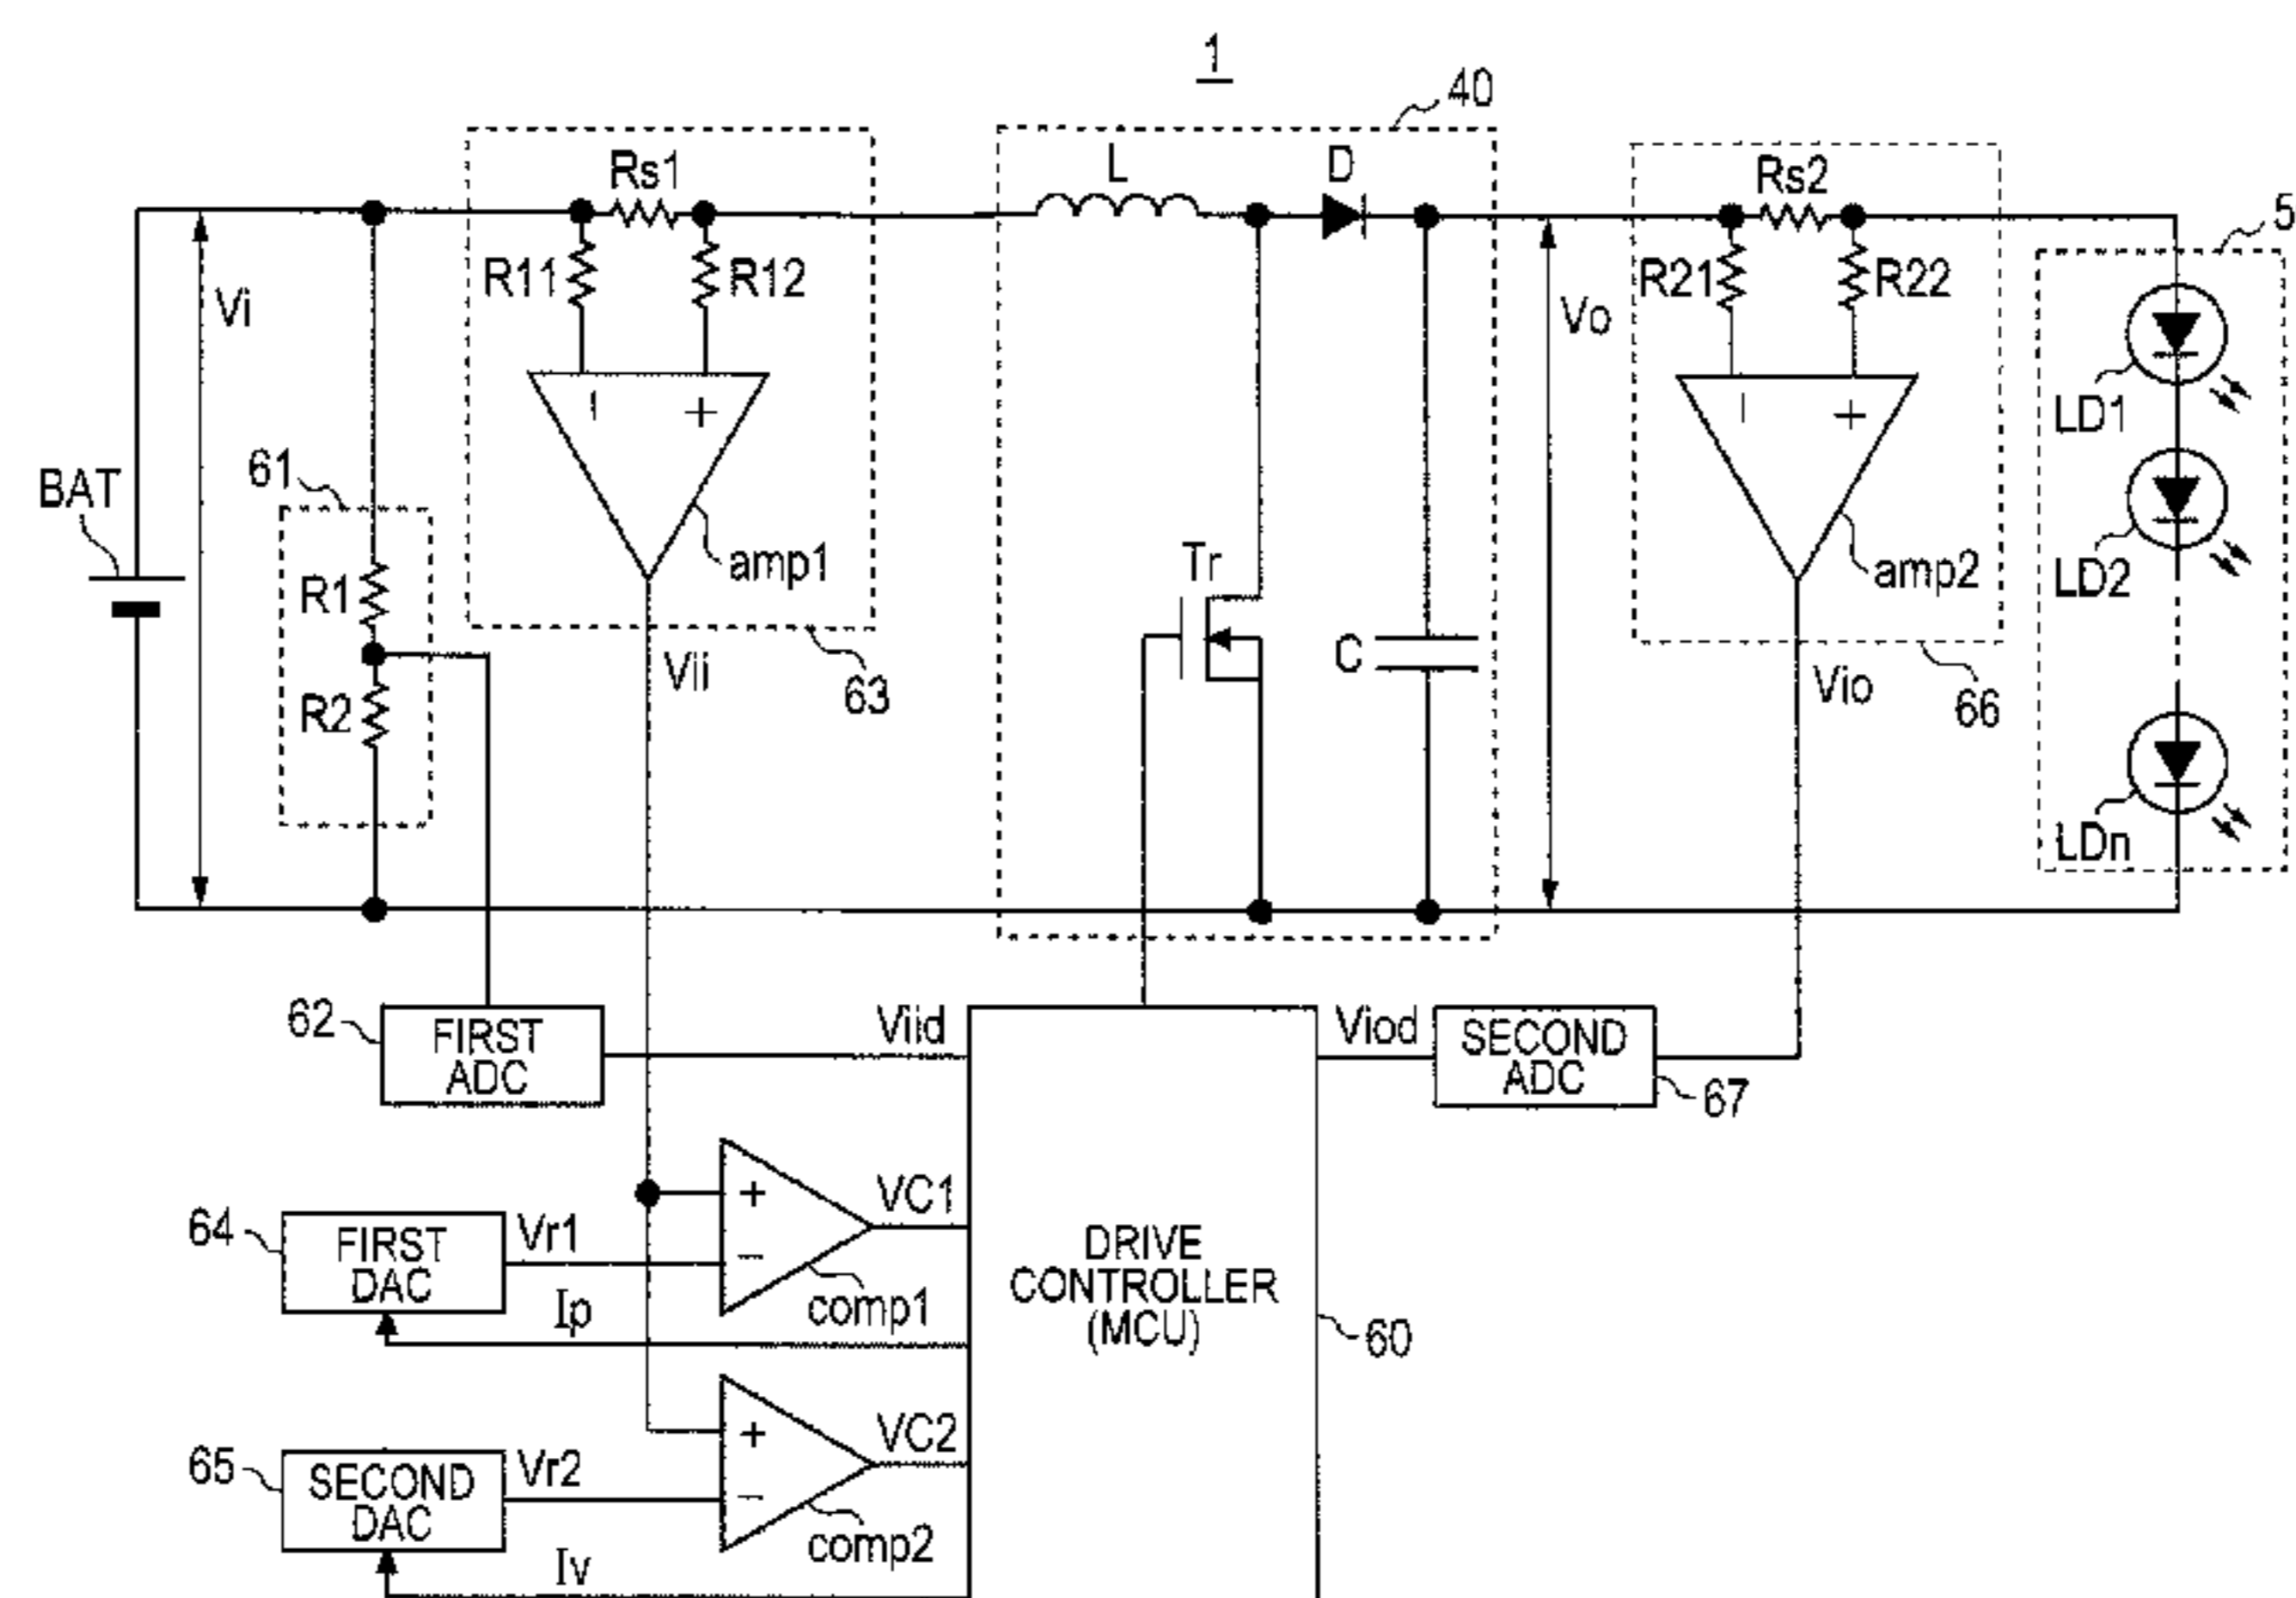 1
40
Rs1
L
D
Rs2
5
R11
R12
R21
R22
Vi
Vo
LD1
61
BAT
amp1
Tr
amp2
LD2
R1
C
Vii
63
Vio
66
R2
LDn
62
FIRST
ADC
Viid
Viod
SECOND
ADC
67
64
FIRST
DAC
Vr1
+
−
VC1
comp1
Ip
DRIVE
CONTROLLER
(MCU)
60
65
SECOND
DAC
Vr2
+
−
VC2
comp2
Iv